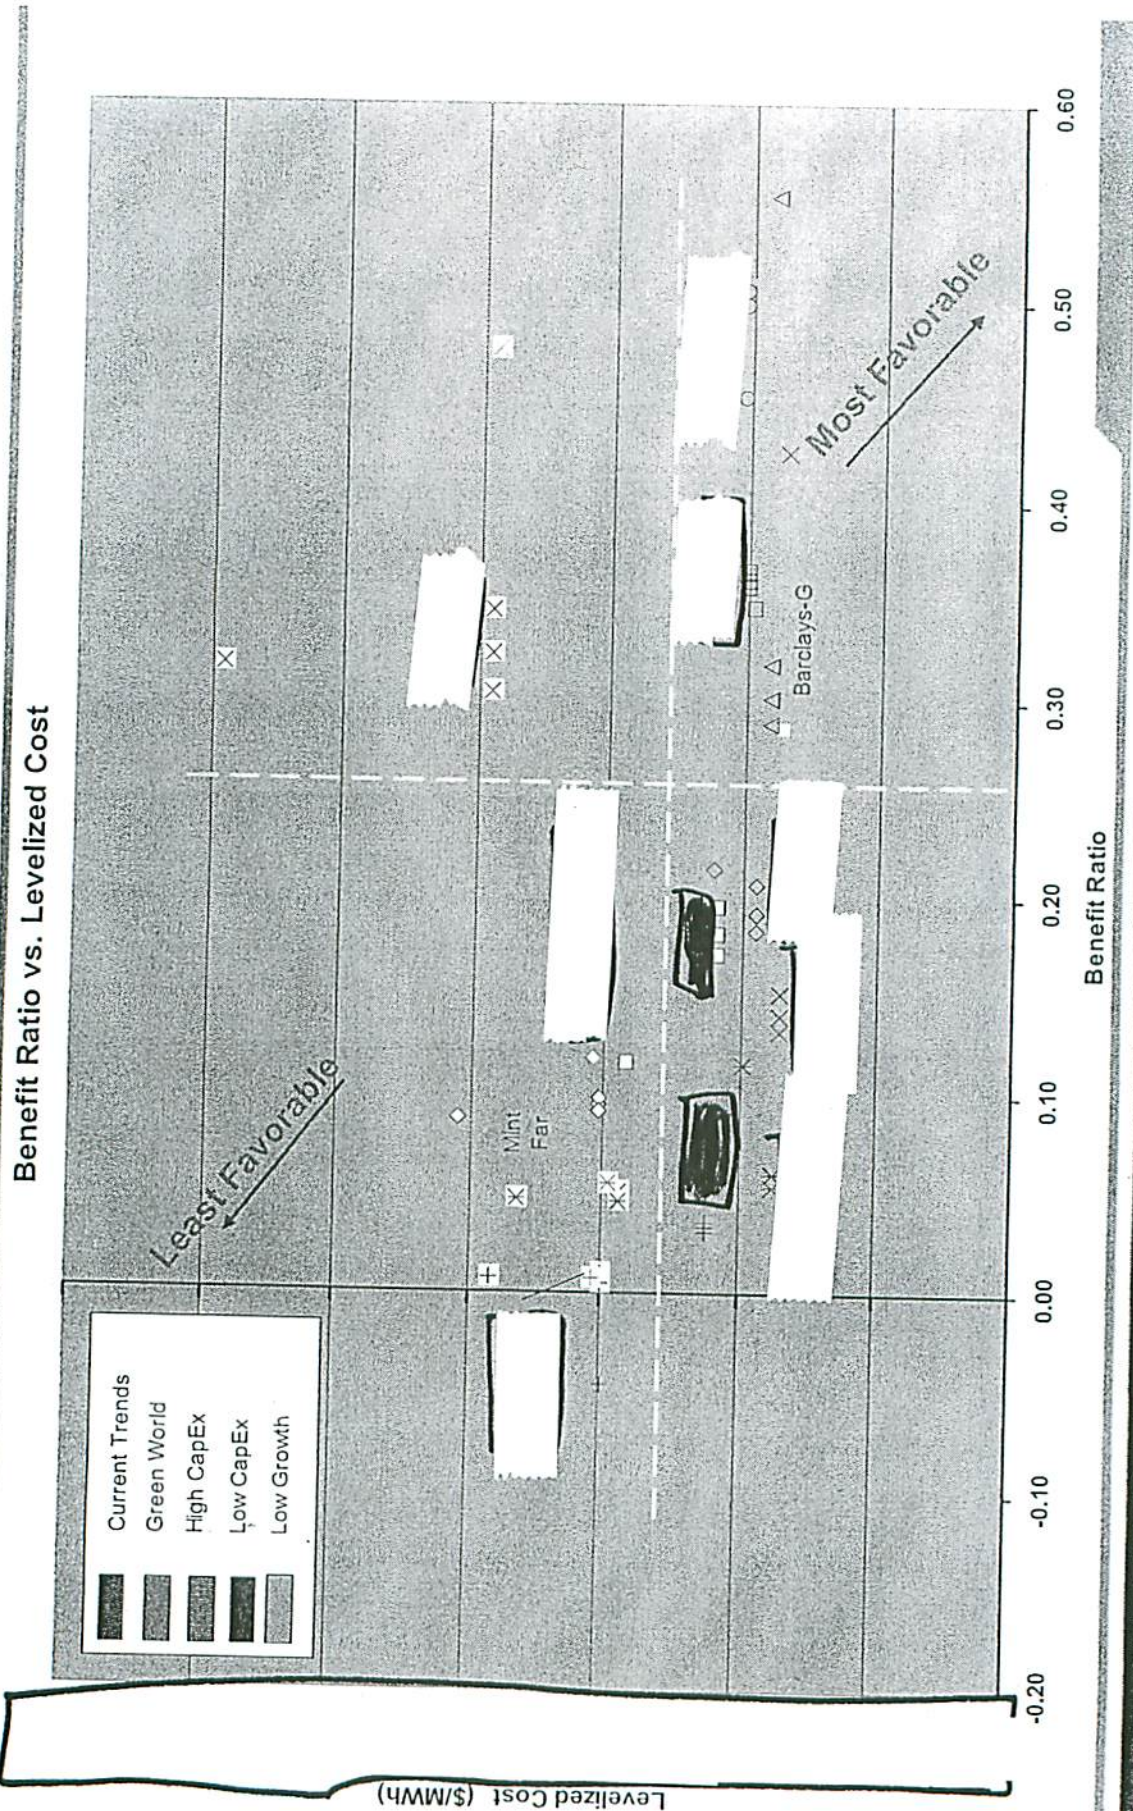 Benefit Ratio vs. Levelized Cost
Current Trends
Green World
High CapEx
Low CapEx
Low Growth
Least Favorable
Mint
Far
Barclays-G
Most Favorable
Levelized Cost ($/MWh)
-0.20
-0.10
0.00
0.10
0.20
0.30
0.40
0.50
0.60
Benefit Ratio